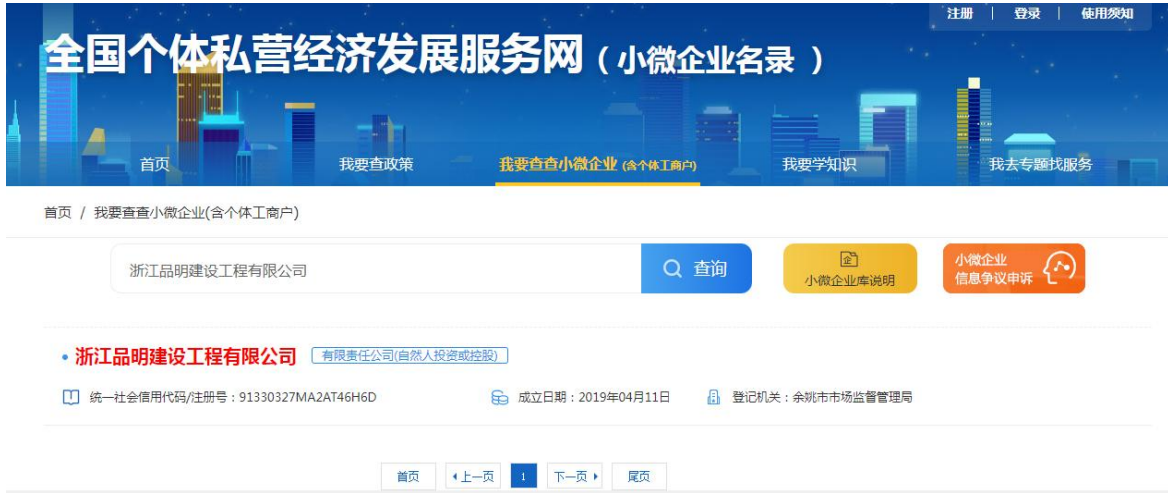 注册 | 登录 | 使用须知
全国个体私营经济发展服务网（小微企业名录 ）
首页 我要查政策 我要查查小微企业 (含个体工商户) 我要学知识 我去专题找服务
首页 / 我要查查小微企业(含个体工商户)
浙江品明建设工程有限公司 查询
小微企业库说明
小微企业
信息争议申诉
浙江品明建设工程有限公司 有限责任公司(自然人投资或控股)
统一社会信用代码/注册号：91330327MA2AT46H6D 成立日期：2019年04月11日 登记机关：余姚市市场监督管理局
首页 上一页 1 下一页 尾页